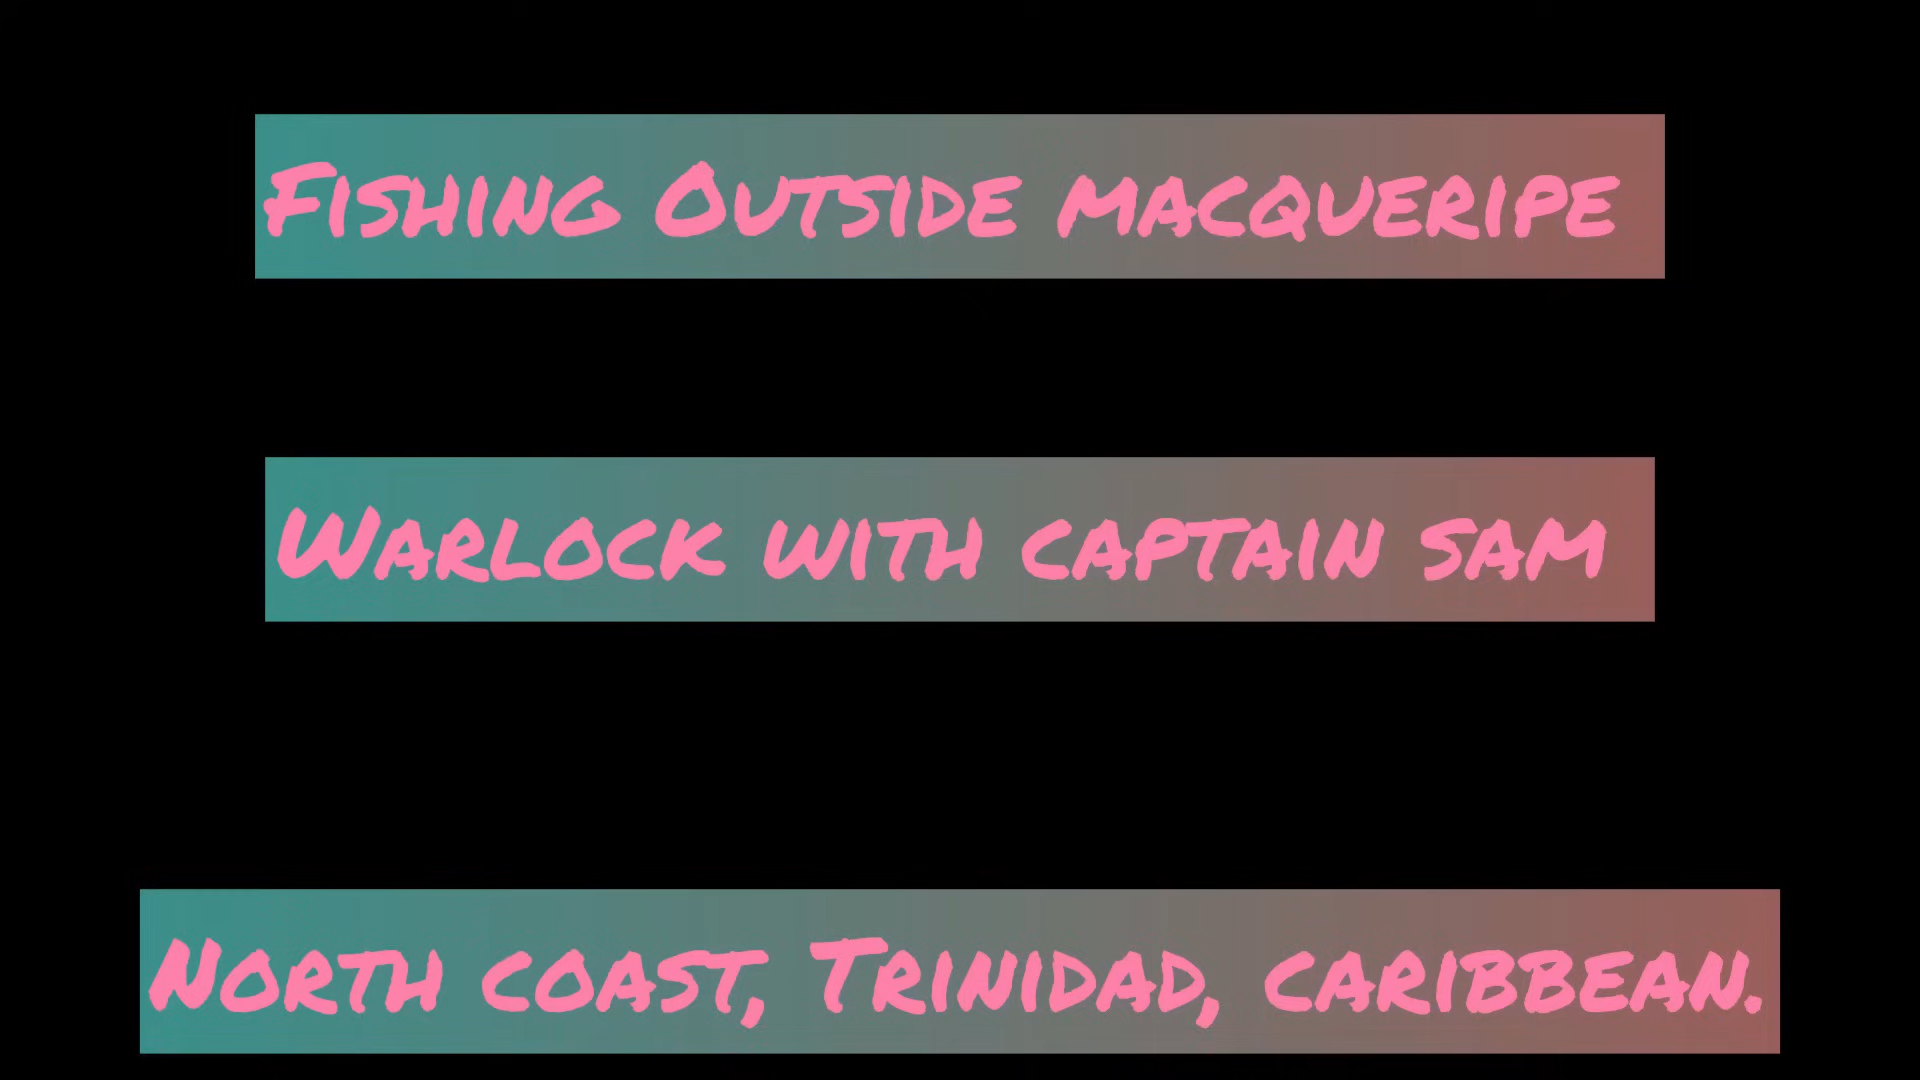 Fishing Outside macqueripe
Warlock with captain sam
North coast, Trinidad, caribbean.